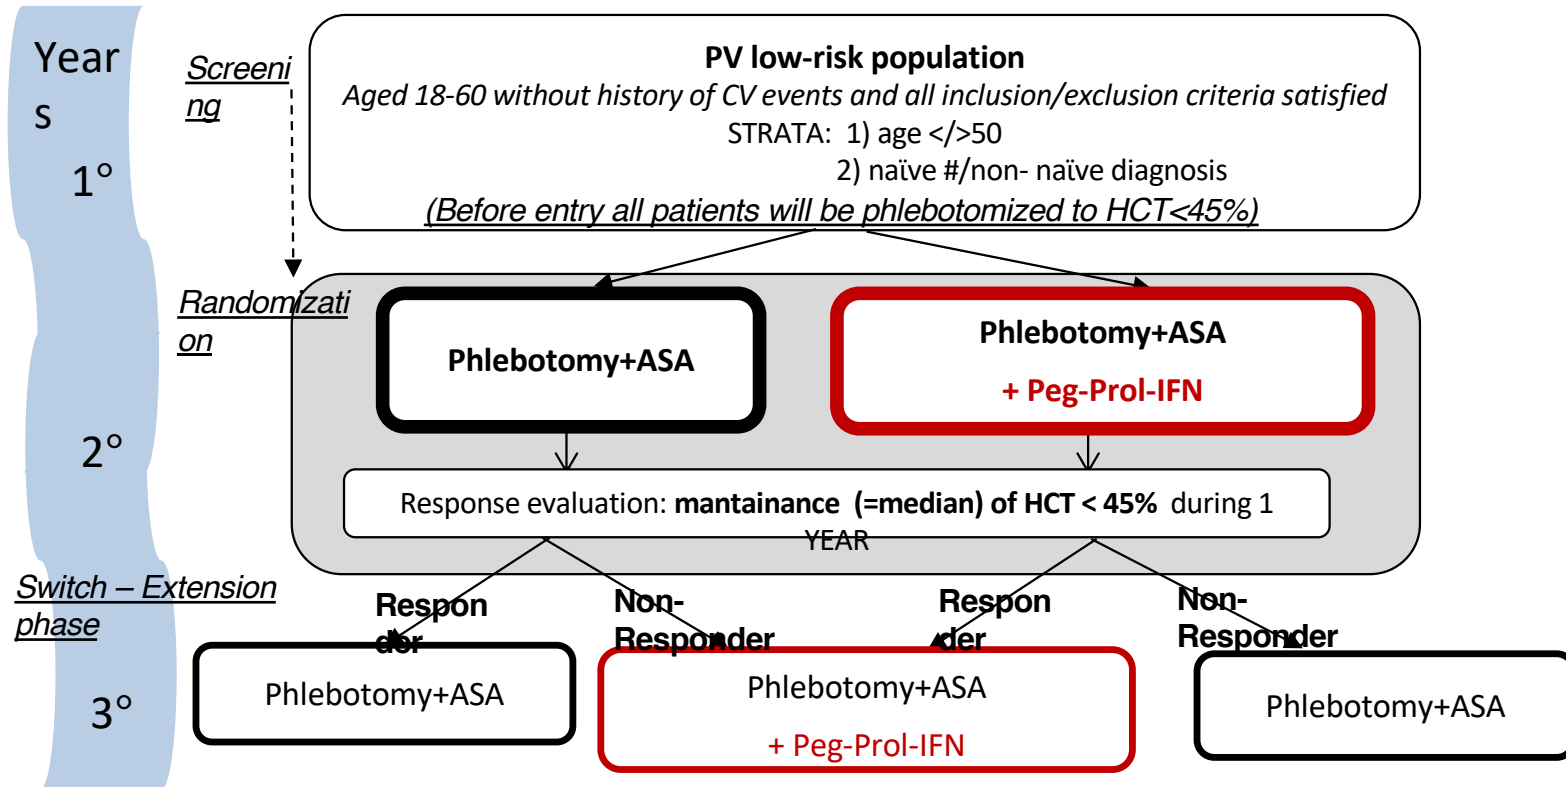 Year
s
1°
2°
3°
Screeni
ng
PV low-risk population
Aged 18-60 without history of CV events and all inclusion/exclusion criteria satisfied
STRATA: 1) age </>50
2) naïve #/non- naïve diagnosis
(Before entry all patients will be phlebotomized to HCT<45%)
Randomizati
on
Phlebotomy+ASA
Phlebotomy+ASA
+ Peg-Prol-IFN
Response evaluation: mantainance (=median) of HCT < 45% during 1
YEAR
Switch – Extension
phase
Respon
der
Non-
Responder
Respon
der
Non-
Responder
Phlebotomy+ASA
Phlebotomy+ASA
+ Peg-Prol-IFN
Phlebotomy+ASA